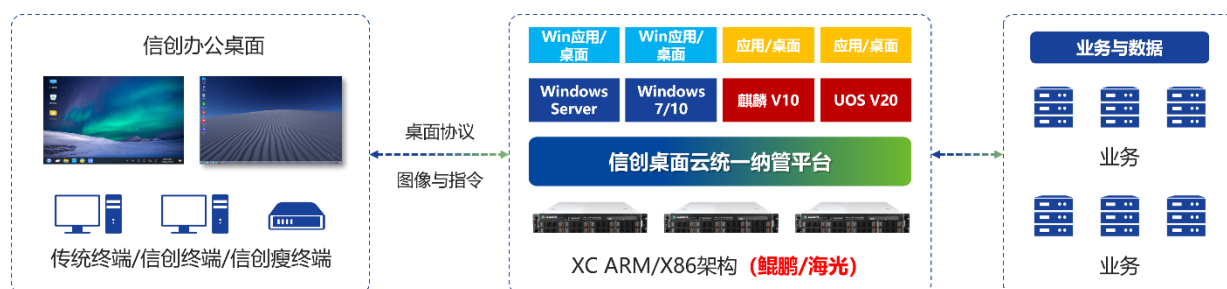 信创办公桌面
传统终端/信创终端/信创瘦终端
桌面协议
图像与指令
Win应用/
桌面
Win应用/
桌面
应用/桌面
应用/桌面
Windows
Server
Windows
7/10
麒麟 V10
UOS V20
信创桌面云统一纳管平台
XC ARM/X86架构（鲲鹏/海光）
业务与数据
业务
业务